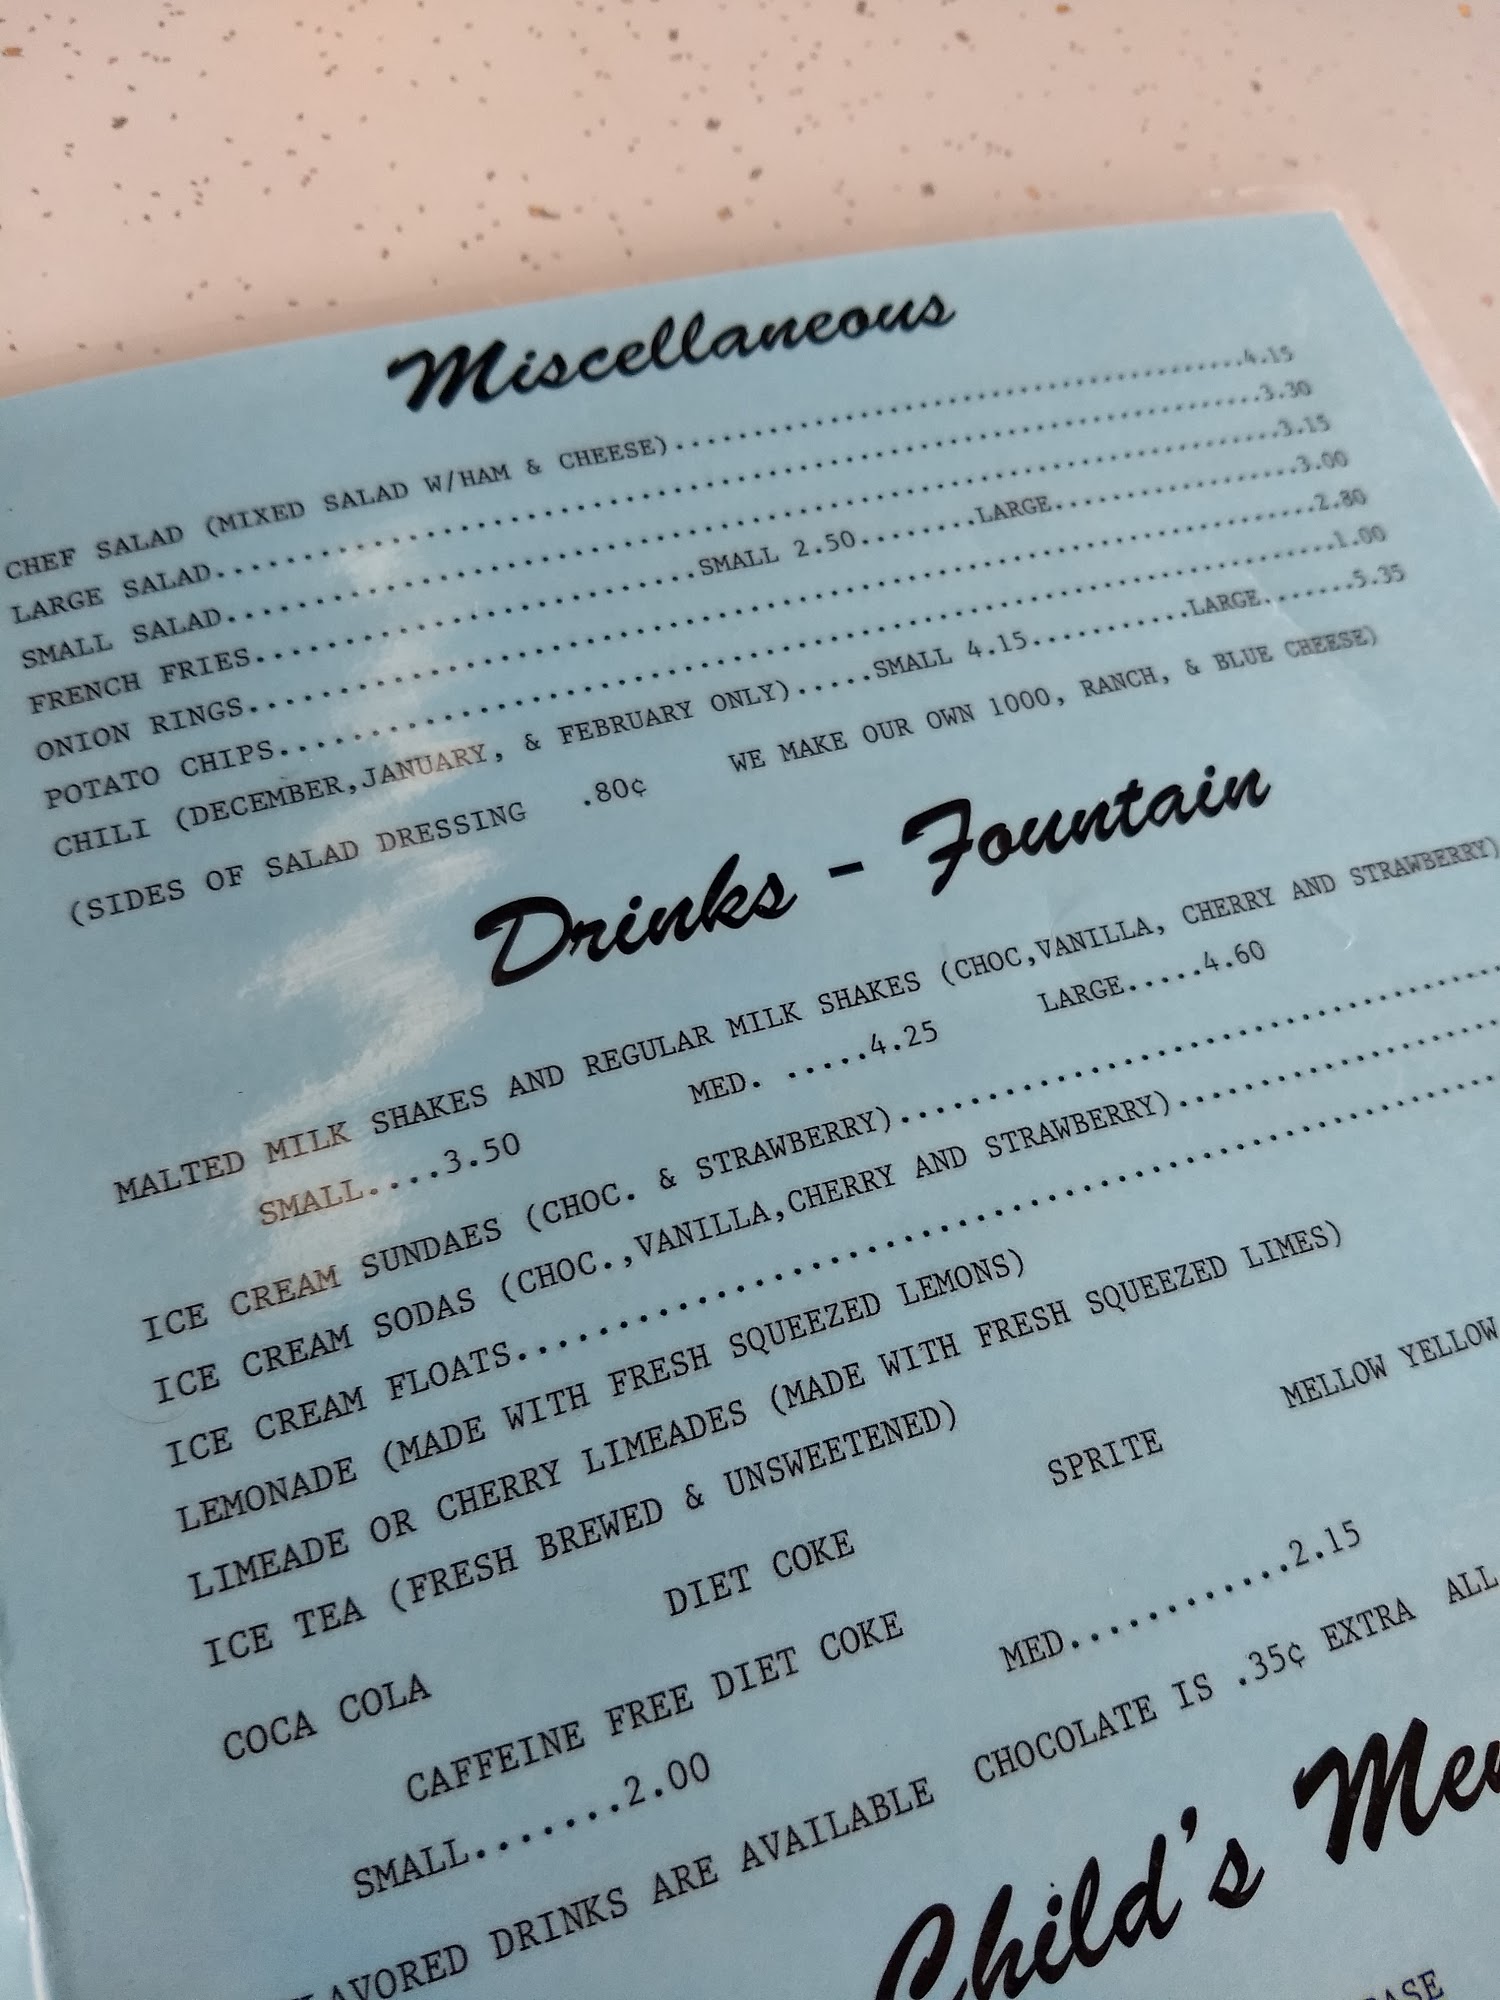 Miscellaneous
CHEF SALAD (MIXED SALAD W/HAM & CHEESE)........................................4.15
LARGE SALAD........................................3.30
SMALL SALAD........................................3.15
FRENCH FRIES..............................SMALL 2.50........LARGE.................3.00
ONION RINGS........................................2.80
POTATO CHIPS........................................1.00
CHILI (DECEMBER,JANUARY, & FEBRUARY ONLY).....SMALL 4.15...........LARGE........5.35
(SIDES OF SALAD DRESSING .80¢ WE MAKE OUR OWN 1000, RANCH, & BLUE CHEESE)
Drinks - Fountain
MALTED MILK SHAKES AND REGULAR MILK SHAKES (CHOC,VANILLA, CHERRY AND STRAWBERRY)
SMALL....3.50 MED. .....4.25 LARGE.....4.60
ICE CREAM SUNDAES (CHOC. & STRAWBERRY)........................................
ICE CREAM SODAS (CHOC.,VANILLA,CHERRY AND STRAWBERRY)....................
ICE CREAM FLOATS........................................
LEMONADE (MADE WITH FRESH SQUEEZED LEMONS)
LIMEADE OR CHERRY LIMEADES (MADE WITH FRESH SQUEEZED LIMES)
ICE TEA (FRESH BREWED & UNSWEETENED)
COCA COLA DIET COKE SPRITE MELLOW YELLOW
CAFFEINE FREE DIET COKE
SMALL.......2.00 MED............2.15
LAVORED DRINKS ARE AVAILABLE CHOCOLATE IS .35¢ EXTRA ALL
Child's Men